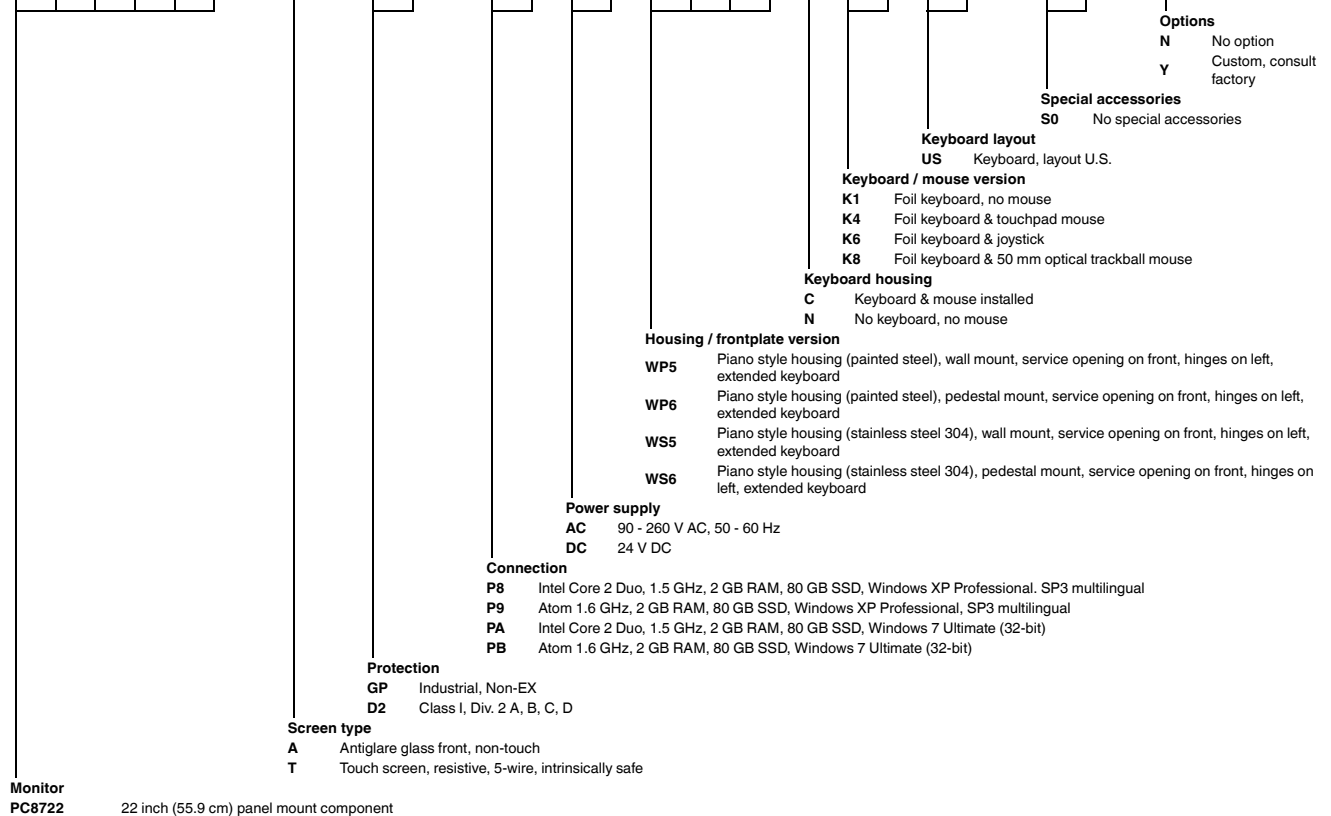 Options
N No option
Y Custom, consult
factory
Special accessories
S0 No special accessories
Keyboard layout
US Keyboard, layout U.S.
Keyboard / mouse version
K1 Foil keyboard, no mouse
K4 Foil keyboard & touchpad mouse
K6 Foil keyboard & joystick
K8 Foil keyboard & 50 mm optical trackball mouse
Keyboard housing
C Keyboard & mouse installed
N No keyboard, no mouse
Housing / frontplate version
WP5 Piano style housing (painted steel), wall mount, service opening on front, hinges on left,
extended keyboard
WP6 Piano style housing (painted steel), pedestal mount, service opening on front, hinges on left,
extended keyboard
WS5 Piano style housing (stainless steel 304), wall mount, service opening on front, hinges on left,
extended keyboard
WS6 Piano style housing (stainless steel 304), pedestal mount, service opening on front, hinges on
left, extended keyboard
Power supply
AC 90 - 260 V AC, 50 - 60 Hz
DC 24 V DC
Connection
P8 Intel Core 2 Duo, 1.5 GHz, 2 GB RAM, 80 GB SSD, Windows XP Professional. SP3 multilingual
P9 Atom 1.6 GHz, 2 GB RAM, 80 GB SSD, Windows XP Professional, SP3 multilingual
PA Intel Core 2 Duo, 1.5 GHz, 2 GB RAM, 80 GB SSD, Windows 7 Ultimate (32-bit)
PB Atom 1.6 GHz, 2 GB RAM, 80 GB SSD, Windows 7 Ultimate (32-bit)
Protection
GP Industrial, Non-EX
D2 Class I, Div. 2 A, B, C, D
Screen type
A Antiglare glass front, non-touch
T Touch screen, resistive, 5-wire, intrinsically safe
Monitor
PC8722 22 inch (55.9 cm) panel mount component